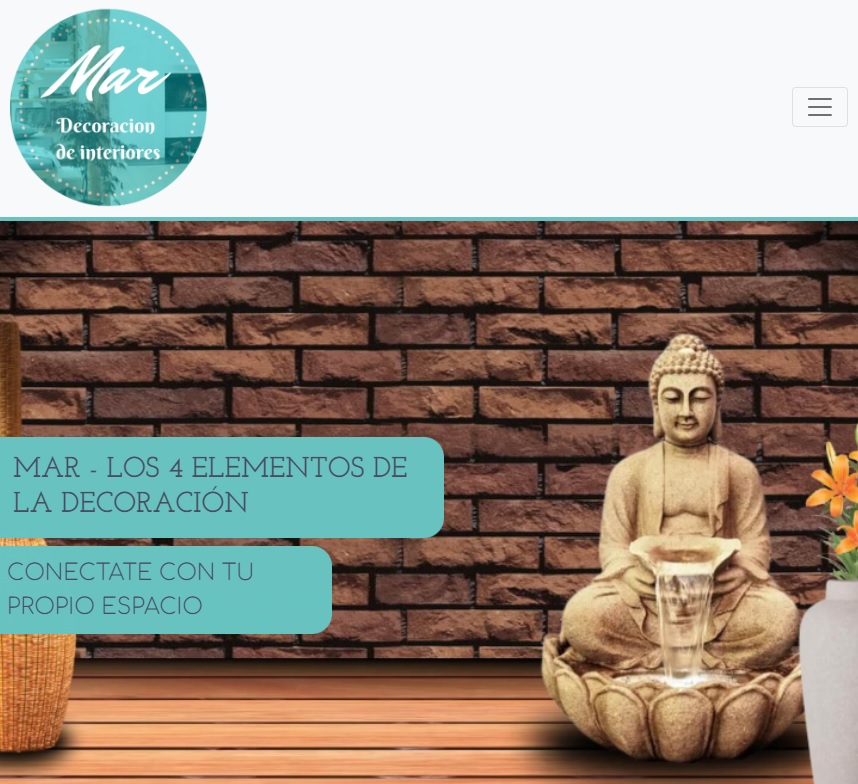 Mar
Decoracion
de interiores
MAR - LOS 4 ELEMENTOS DE
LA DECORACIÓN
CONECTATE CON TU
PROPIO ESPACIO